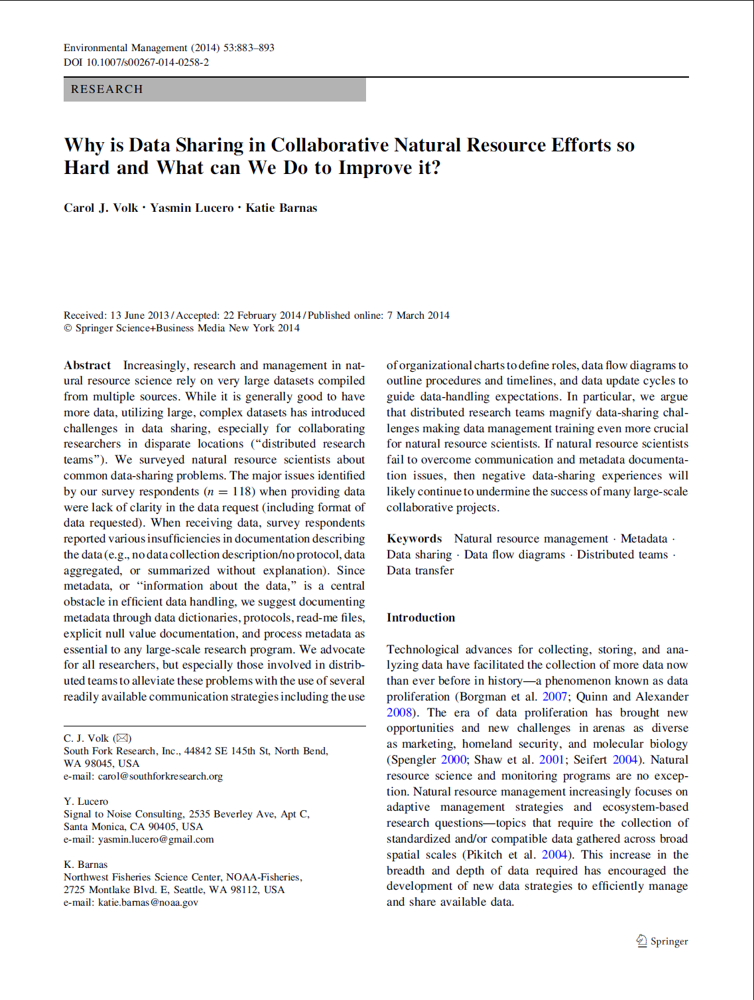 Environmental Management (2014) 53:883–893
DOI 10.1007/s00267-014-0258-2
RESEARCH
Why is Data Sharing in Collaborative Natural Resource Efforts so
Hard and What can We Do to Improve it?
Carol J. Volk · Yasmin Lucero · Katie Barnas
Received: 13 June 2013 / Accepted: 22 February 2014 / Published online: 7 March 2014
© Springer Science+Business Media New York 2014
Abstract Increasingly, research and management in nat-
ural resource science rely on very large datasets compiled
from multiple sources. While it is generally good to have
more data, utilizing large, complex datasets has introduced
challenges in data sharing, especially for collaborating
researchers in disparate locations (“distributed research
teams”). We surveyed natural resource scientists about
common data-sharing problems. The major issues identified
by our survey respondents (n = 118) when providing data
were lack of clarity in the data request (including format of
data requested). When receiving data, survey respondents
reported various insufficiencies in documentation describing
the data (e.g., no data collection description/no protocol, data
aggregated, or summarized without explanation). Since
metadata, or “information about the data,” is a central
obstacle in efficient data handling, we suggest documenting
metadata through data dictionaries, protocols, read-me files,
explicit null value documentation, and process metadata as
essential to any large-scale research program. We advocate
for all researchers, but especially those involved in distrib-
uted teams to alleviate these problems with the use of several
readily available communication strategies including the use
of organizational charts to define roles, data flow diagrams to
outline procedures and timelines, and data update cycles to
guide data-handling expectations. In particular, we argue
that distributed research teams magnify data-sharing chal-
lenges making data management training even more crucial
for natural resource scientists. If natural resource scientists
fail to overcome communication and metadata documenta-
tion issues, then negative data-sharing experiences will
likely continue to undermine the success of many large-scale
collaborative projects.
Keywords Natural resource management · Metadata ·
Data sharing · Data flow diagrams · Distributed teams ·
Data transfer
Introduction
Technological advances for collecting, storing, and ana-
lyzing data have facilitated the collection of more data now
than ever before in history—a phenomenon known as data
proliferation (Borgman et al. 2007; Quinn and Alexander
2008). The era of data proliferation has brought new
opportunities and new challenges in arenas as diverse
as marketing, homeland security, and molecular biology
(Spengler 2000; Shaw et al. 2001; Seifert 2004). Natural
resource science and monitoring programs are no excep-
tion. Natural resource management increasingly focuses on
adaptive management strategies and ecosystem-based
research questions—topics that require the collection of
standardized and/or compatible data gathered across broad
spatial scales (Pikitch et al. 2004). This increase in the
breadth and depth of data required has encouraged the
development of new data strategies to efficiently manage
and share available data.
C. J. Volk (✉)
South Fork Research, Inc., 44842 SE 145th St, North Bend,
WA 98045, USA
e-mail: carol@southforkresearch.org
Y. Lucero
Signal to Noise Consulting, 2535 Beverley Ave, Apt C,
Santa Monica, CA 90405, USA
e-mail: yasmin.lucero@gmail.com
K. Barnas
Northwest Fisheries Science Center, NOAA-Fisheries,
2725 Montlake Blvd. E, Seattle, WA 98112, USA
e-mail: katie.barnas@noaa.gov
Springer